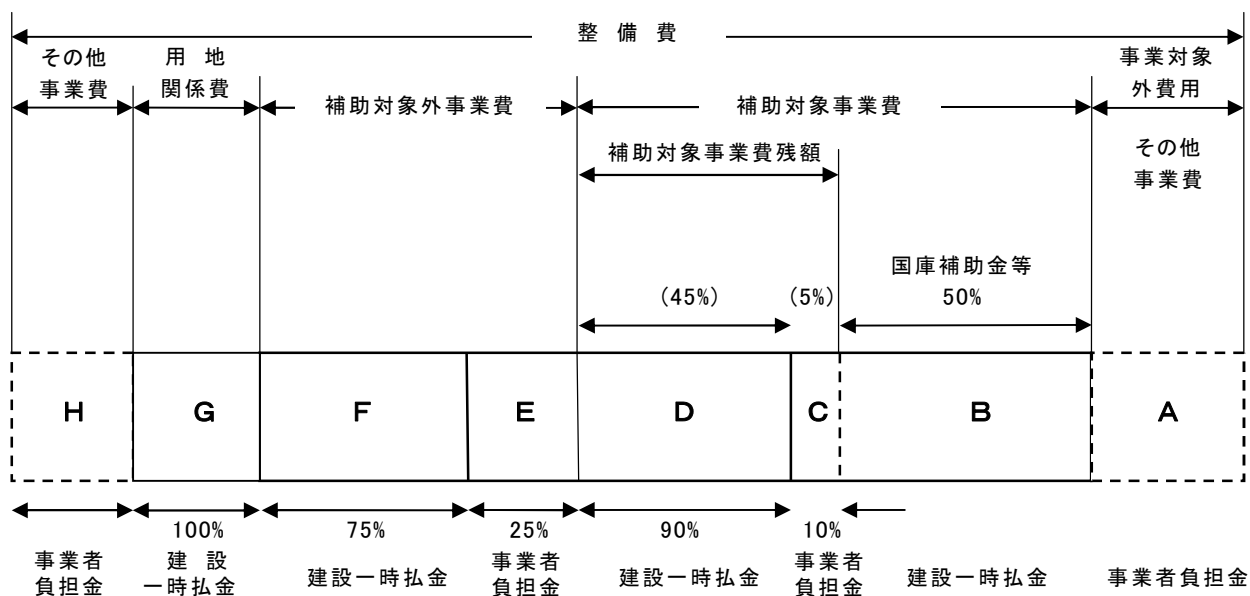 整備費
その他
事業費
用地
関係費
補助対象外事業費
補助対象事業費
事業対象
外費用
補助対象事業費残額
その他
事業費
国庫補助金等
(45%)
(5%)
50%
H
G
F
E
D
C
B
A
100%
75%
25%
90%
10%
事業者
負担金
建設
一時払金
建設一時払金
事業者
負担金
建設一時払金
事業者
負担金
建設一時払金
事業者負担金